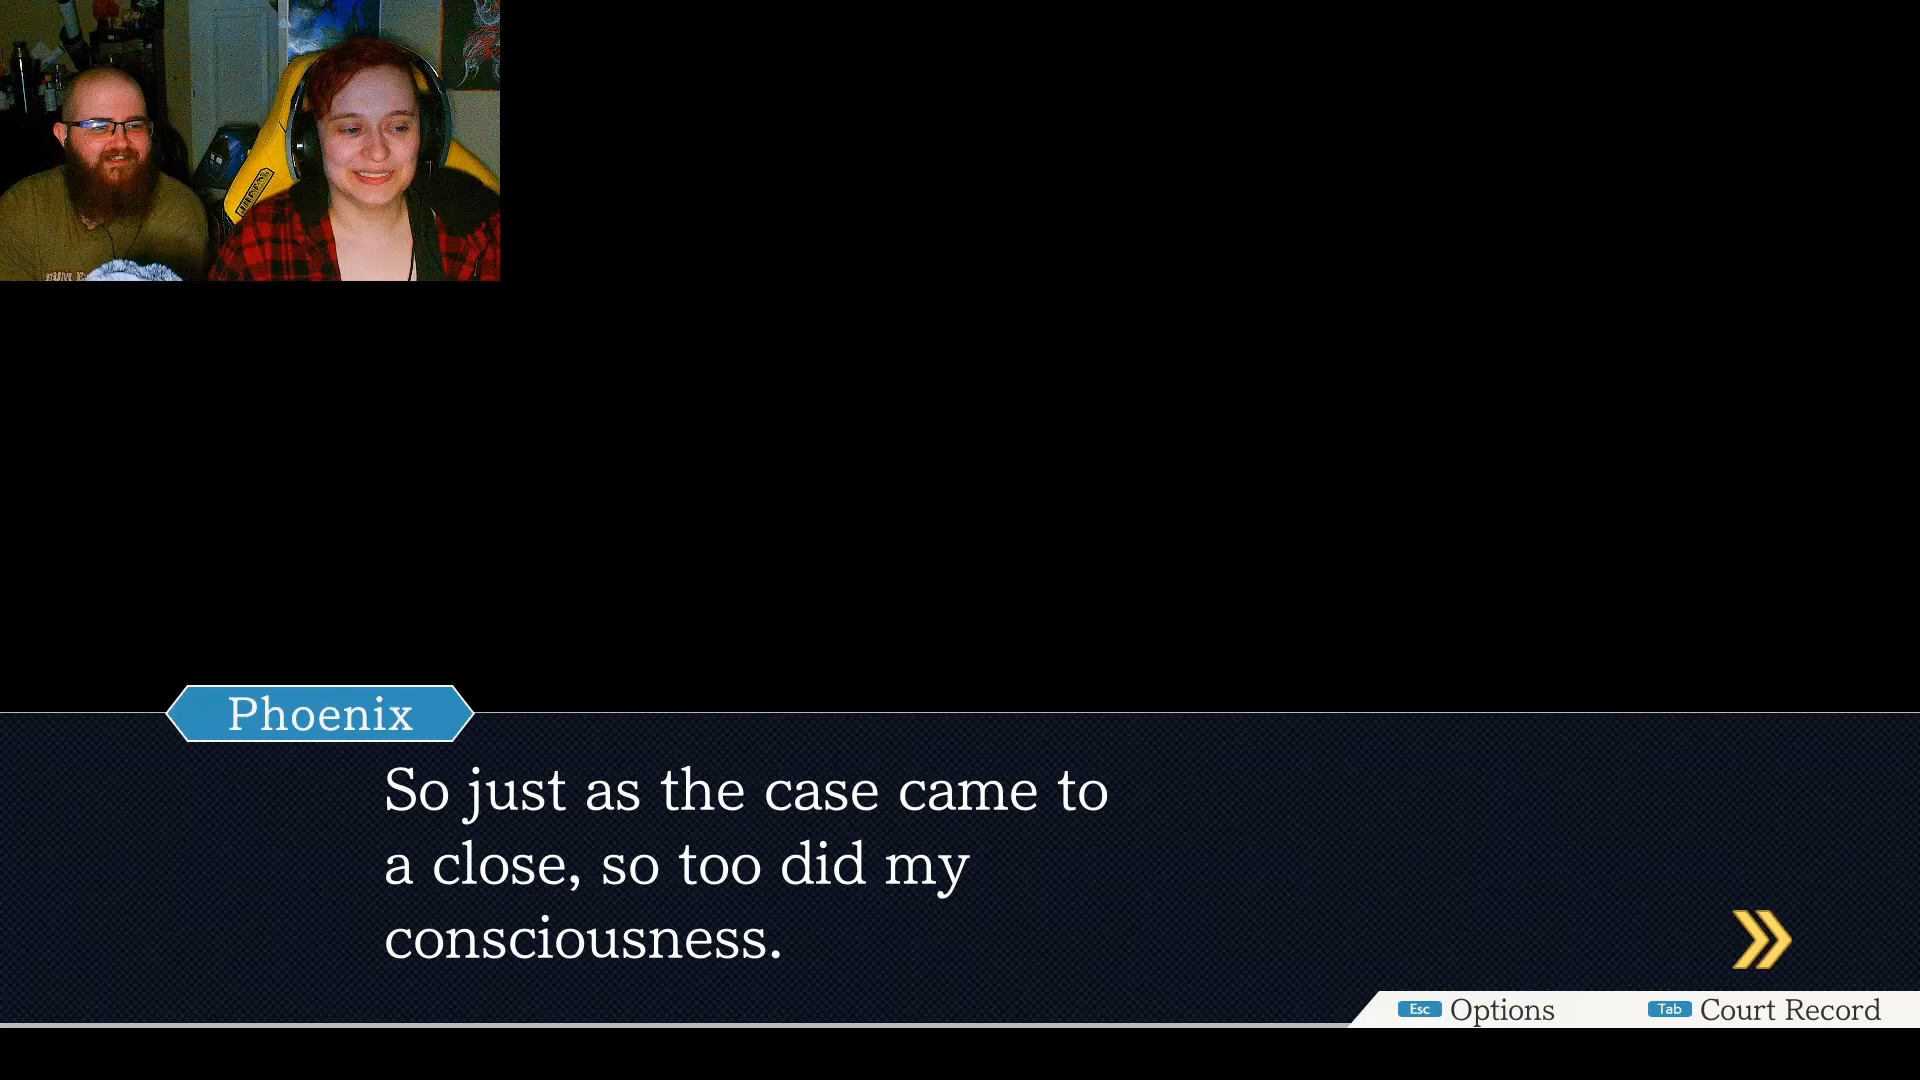 Phoenix
So just as the case came to
a close, so too did my
consciousness.
Esc Options Tab Court Record